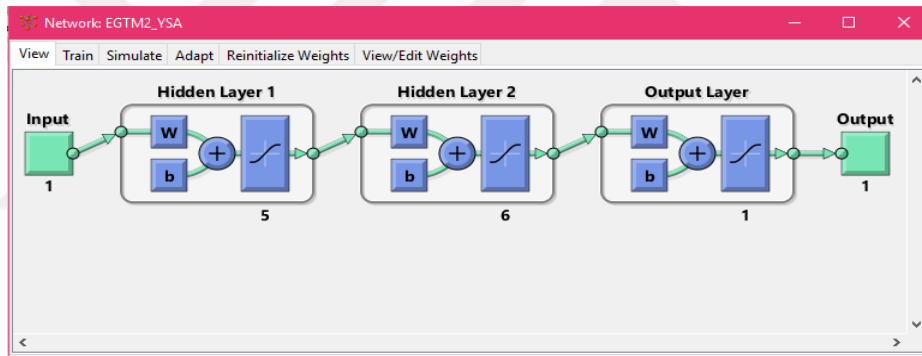 Network: EGTM2_YSA
View Train Simulate Adapt Reinitialize Weights View/Edit Weights
Hidden Layer 1 Hidden Layer 2 Output Layer
Input Output
W W W
b b b
+ + +
1 1
5 6 1